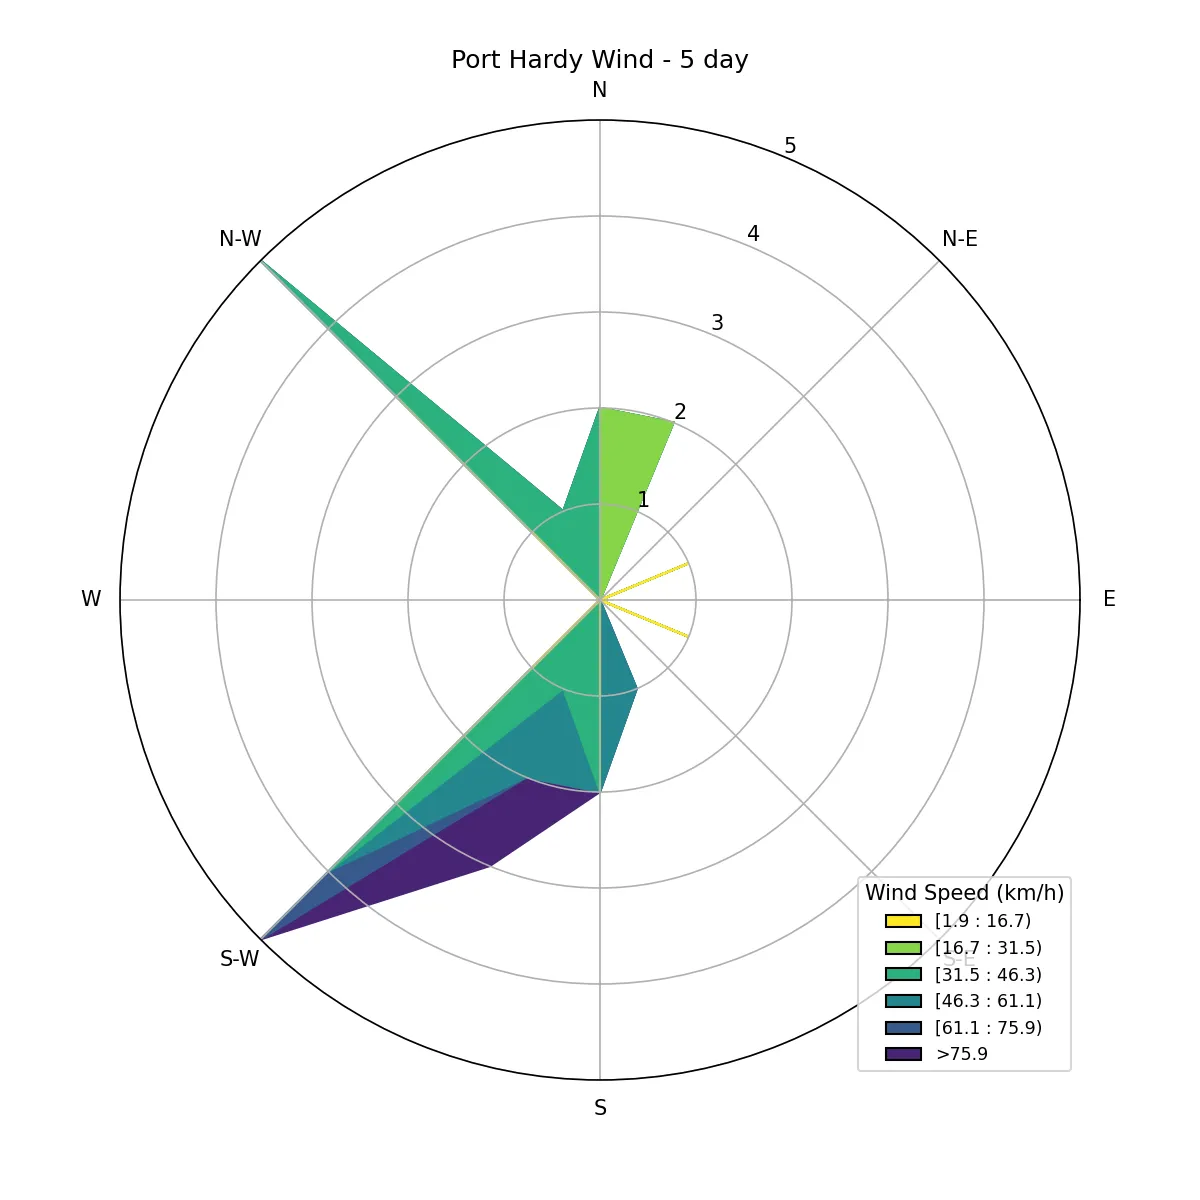 Port Hardy Wind - 5 day
N
5
N-W
N-E
4
3
2
1
W
E
S-W
S-E
S
Wind Speed (km/h)
[1.9 : 16.7)
[16.7 : 31.5)
[31.5 : 46.3)
[46.3 : 61.1)
[61.1 : 75.9)
>75.9